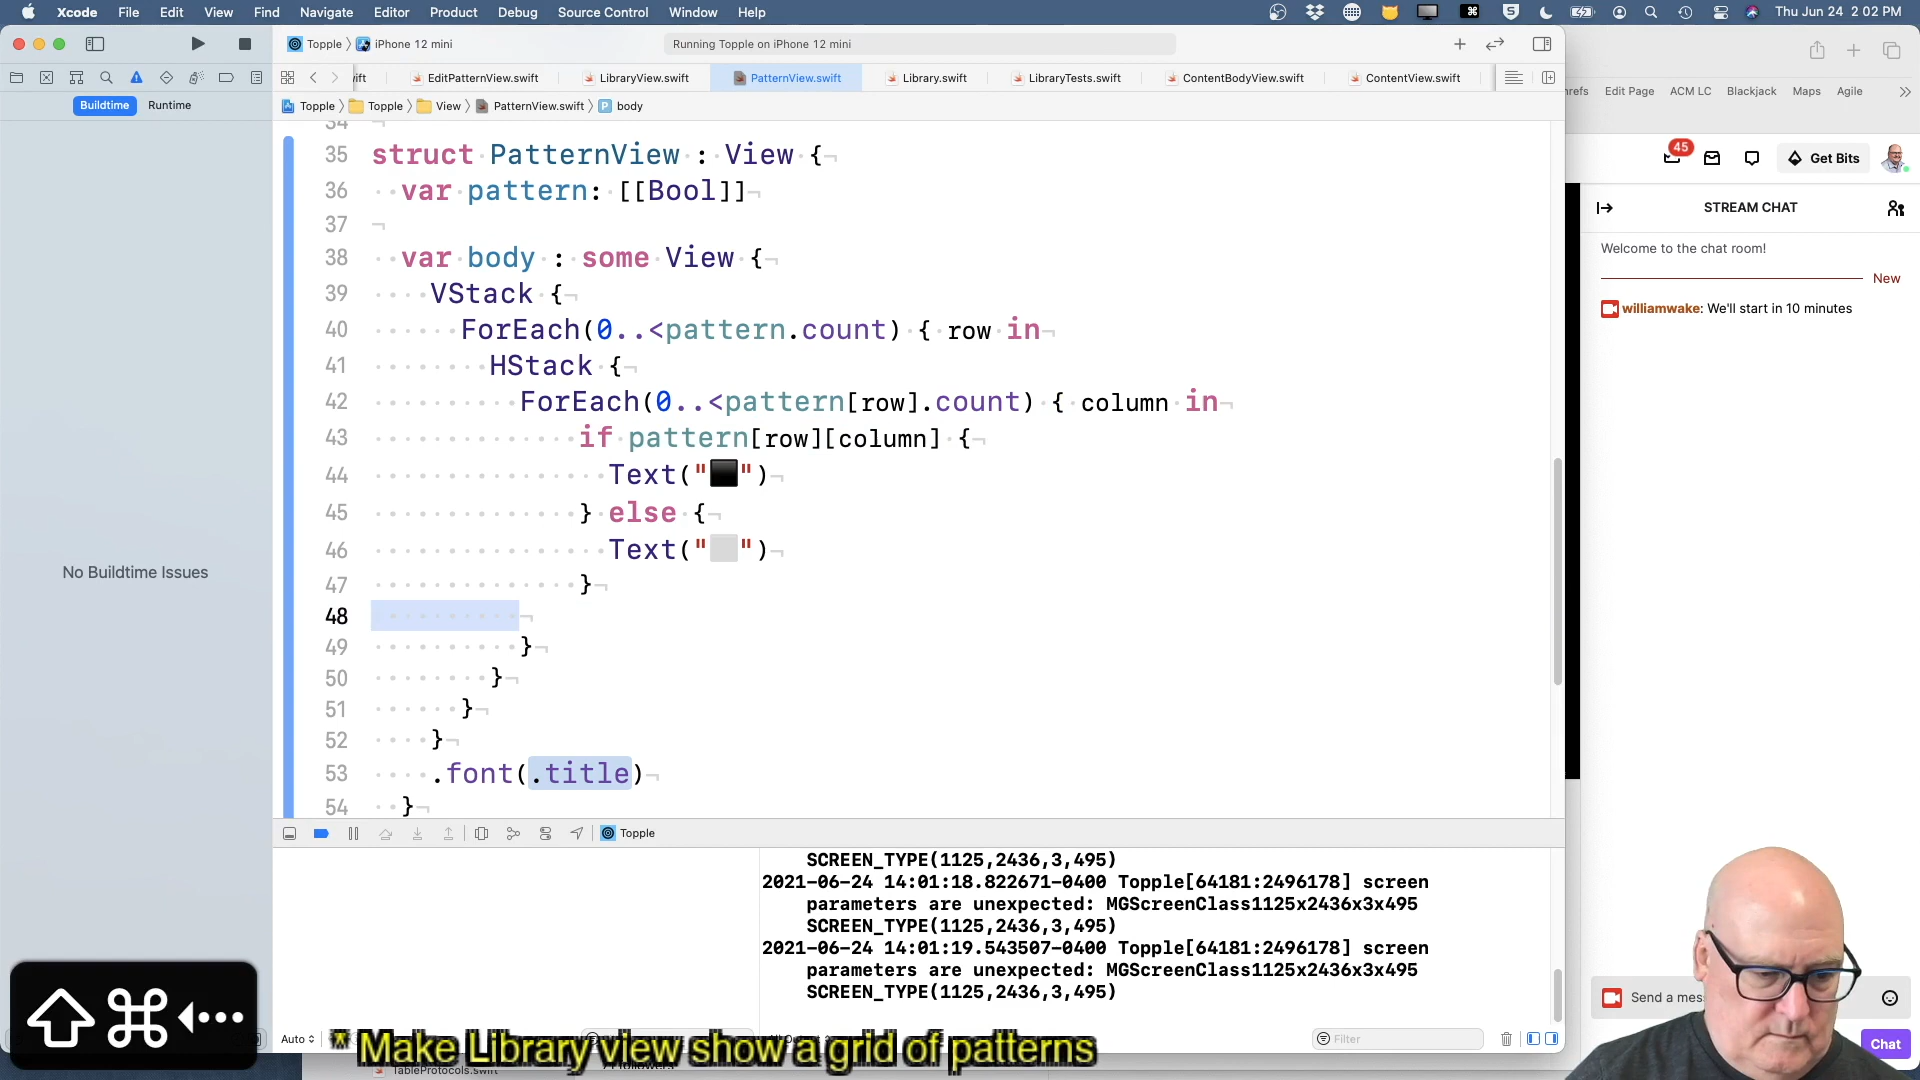 Xcode File Edit View Find Navigate Editor Product Debug Source Control Window Help Thu Jun 24 2:02 PM
Topple iPhone 12 mini Running Topple on iPhone 12 mini
ift EditPatternView.swift LibraryView.swift PatternView.swift Library.swift LibraryTests.swift ContentBodyView.swift ContentView.swift
hrefs Edit Page ACM LC Blackjack Maps Agile
Buildtime Runtime
Topple Topple View PatternView.swift body
34
35 struct PatternView : View {
36 var pattern: [[Bool]]
37
38 var body : some View {
39 VStack {
40 ForEach(0..<pattern.count) { row in
41 HStack {
42 ForEach(0..<pattern[row].count) { column in
43 if pattern[row][column] {
44 Text("⬛")
45 } else {
46 Text("⬜")
47 }
48
49 }
50 }
51 }
52 }
53 .font(.title)
54 }
No Buildtime Issues
45
Get Bits
STREAM CHAT
Welcome to the chat room!
New
williamwake: We'll start in 10 minutes
Topple
SCREEN_TYPE(1125,2436,3,495)
2021-06-24 14:01:18.822671-0400 Topple[64181:2496178] screen
parameters are unexpected: MGScreenClass1125x2436x3x495
SCREEN_TYPE(1125,2436,3,495)
2021-06-24 14:01:19.543507-0400 Topple[64181:2496178] screen
parameters are unexpected: MGScreenClass1125x2436x3x495
SCREEN_TYPE(1125,2436,3,495)
Send a mes
Chat
⇧⌘←…
Auto
* Make Library view show a grid of patterns
Filter
TableProtocols.swift